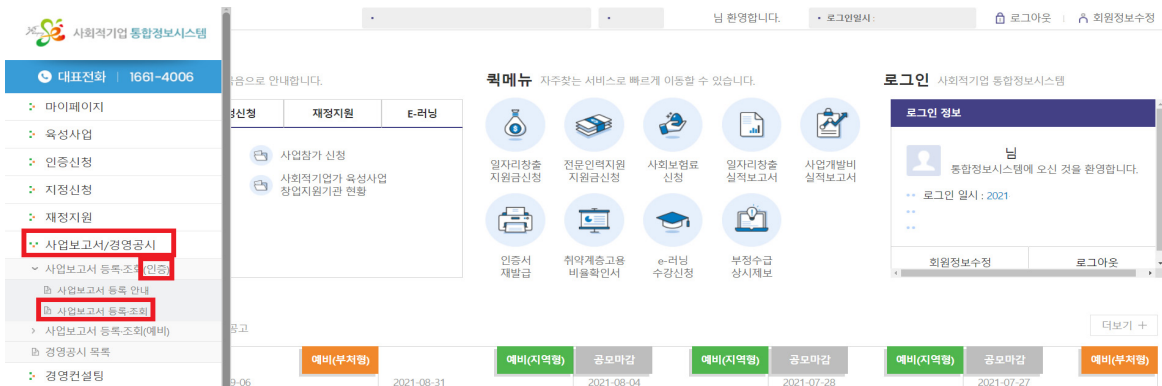 사회적기업 통합정보시스템
님 환영합니다.
• 로그인일시 :
로그아웃
회원정보수정
대표전화 | 1661-4006
마이페이지
육성사업
인증신청
지정신청
재정지원
사업보고서/경영공시
사업보고서 등록·조회(인증)
사업보고서 등록 안내
사업보고서 등록·조회
사업보고서 등록·조회(예비)
경영공시 목록
경영컨설팅
안내합니다.
재정지원
E-러닝
사업참가 신청
사회적기업가 육성사업
창업지원기관 현황
퀵메뉴 자주찾는 서비스로 빠르게 이동할 수 있습니다.
일자리창출
지원금신청
전문인력지원
지원금신청
사회보험료
신청
일자리창출
실적보고서
사업개발비
실적보고서
인증서
재발급
취약계층고용
비율확인서
e-러닝
수강신청
부정수급
상시제보
로그인 사회적기업 통합정보시스템
로그인 정보
님
통합정보시스템에 오신 것을 환영합니다.
로그인 일시 : 2021
회원정보수정
로그아웃
공고
더보기 +
예비(부처형)
예비(지역형)
공모마감
예비(지역형)
공모마감
예비(지역형)
공모마감
예비(부처형)
9-06
2021-08-31
2021-08-04
2021-07-28
2021-07-27